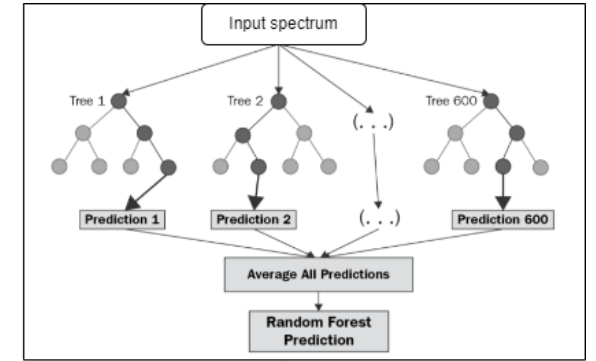 Input spectrum
Tree 1
Tree 2
(. . .)
Tree 600
Prediction 1
Prediction 2
(. . .)
Prediction 600
Average All Predictions
Random Forest
Prediction